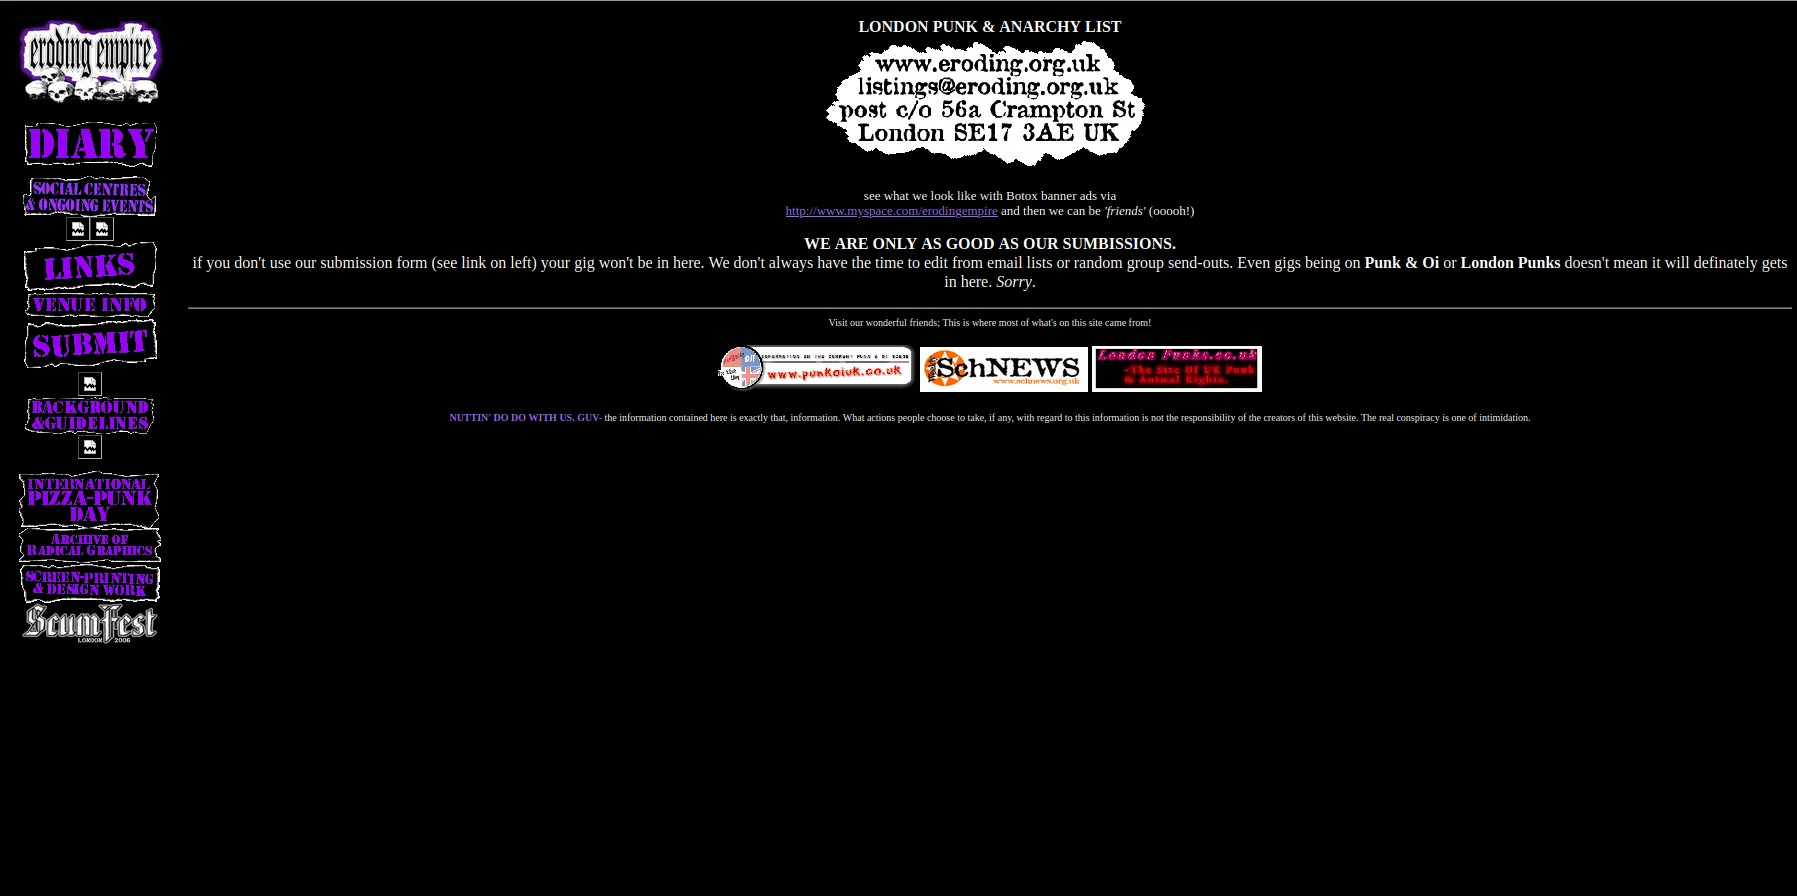 eroding empire
DIARY
SOCIAL CENTRES
& ONGOING EVENTS
LINKS
VENUE INFO
SUBMIT
BACKGROUND
&GUIDELINES
INTERNATIONAL
PIZZA-PUNK
DAY
ARCHIVE OF
RADICAL GRAPHICS
SCREEN-PRINTING
& DESIGN WORK
Scumfest
LONDON 2006
LONDON PUNK & ANARCHY LIST
www.eroding.org.uk
listings@eroding.org.uk
post c/o 56a Crampton St
London SE17 3AE UK
see what we look like with Botox banner ads via
http://www.myspace.com/erodingempire and then we can be 'friends' (ooooh!)
WE ARE ONLY AS GOOD AS OUR SUMBISSIONS.
if you don't use our submission form (see link on left) your gig won't be in here. We don't always have the time to edit from email lists or random group send-outs. Even gigs being on Punk & Oi or London Punks doesn't mean it will definately gets
in here. Sorry.
Visit our wonderful friends; This is where most of what's on this site came from!
INFORMATION ON THE CURRENT PUNK & OI SCENE
www.punkoiuk.co.uk
SchNEWS
www.schnews.org.uk
London Punks.co.uk
-The Site Of UK Punk
& Animal Rights.
NUTTIN' DO DO WITH US, GUV- the information contained here is exactly that, information. What actions people choose to take, if any, with regard to this information is not the responsibility of the creators of this website. The real conspiracy is one of intimidation.